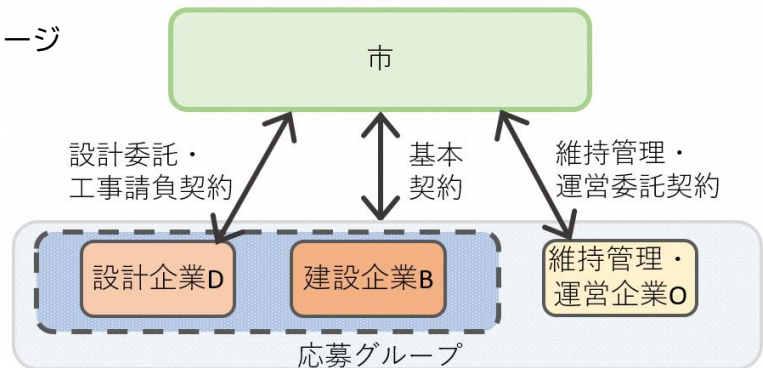 ージ
市
設計委託・
工事請負契約
基本
契約
維持管理・
運営委託契約
設計企業D
建設企業B
維持管理・
運営企業O
応募グループ